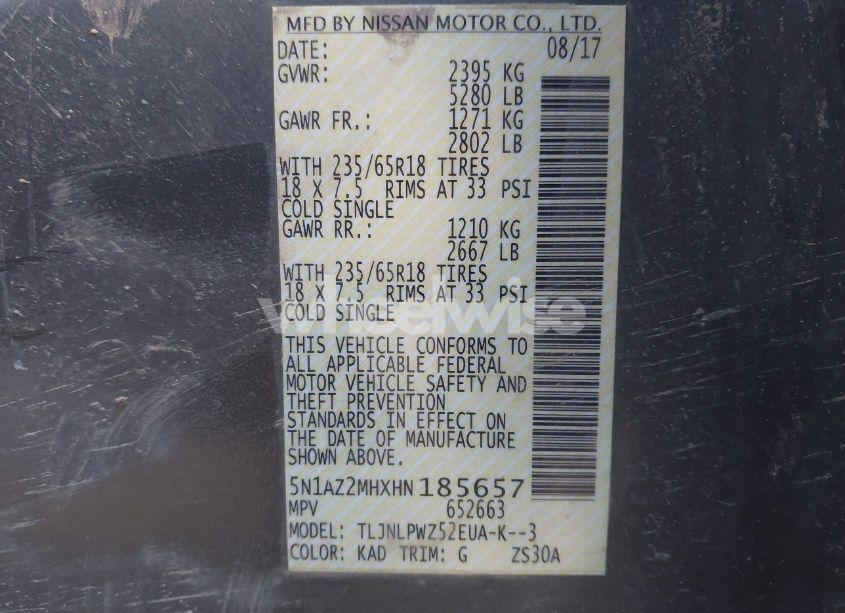 MFD BY NISSAN MOTOR CO., LTD.
DATE: 08/17
GVWR: 2395 KG
5280 LB
GAWR FR.: 1271 KG
2802 LB
WITH 235/65R18 TIRES
18 X 7.5 RIMS AT 33 PSI
COLD SINGLE
GAWR RR.: 1210 KG
2667 LB
WITH 235/65R18 TIRES
18 X 7.5 RIMS AT 33 PSI
COLD SINGLE
wheelwise
THIS VEHICLE CONFORMS TO
ALL APPLICABLE FEDERAL
MOTOR VEHICLE SAFETY AND
THEFT PREVENTION
STANDARDS IN EFFECT ON
THE DATE OF MANUFACTURE
SHOWN ABOVE.
5N1AZ2MHXHN185657
MPV 652663
MODEL: TLJNLPWZ52EUA-K--3
COLOR: KAD TRIM: G ZS30A